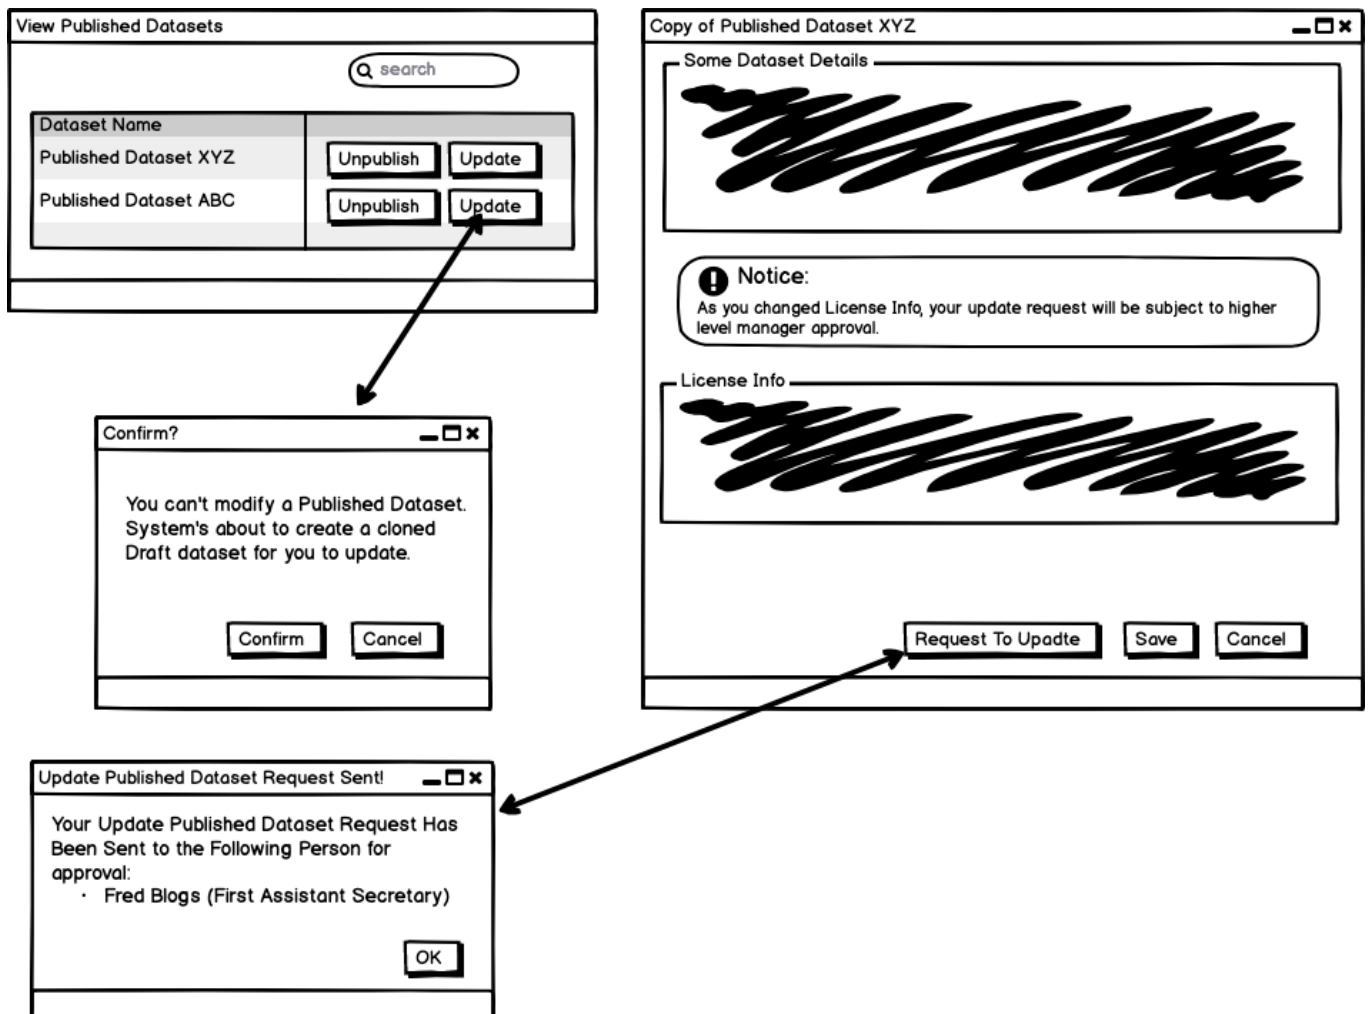 View Published Datasets
search
Dataset Name
Published Dataset XYZ
Unpublish
Update
Published Dataset ABC
Unpublish
Update
Confirm?
You can't modify a Published Dataset.
System's about to create a cloned
Draft dataset for you to update.
Confirm
Cancel
Copy of Published Dataset XYZ
Some Dataset Details
Notice:
As you changed License Info, your update request will be subject to higher
level manager approval.
License Info
Request To Upadte
Save
Cancel
Update Published Dataset Request Sent!
Your Update Published Dataset Request Has
Been Sent to the Following Person for
approval:
· Fred Blogs (First Assistant Secretary)
OK